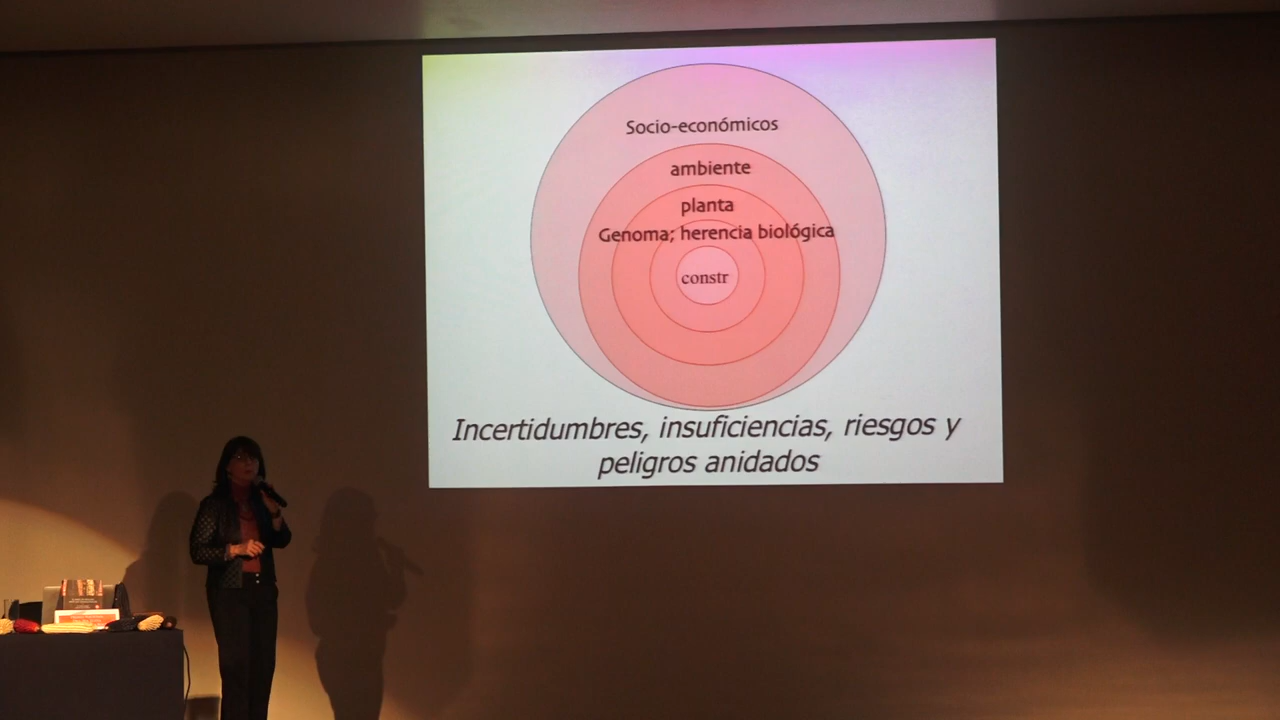 Socio-económicos
ambiente
planta
Genoma; herencia biológica
constr
Incertidumbres, insuficiencias, riesgos y
peligros anidados